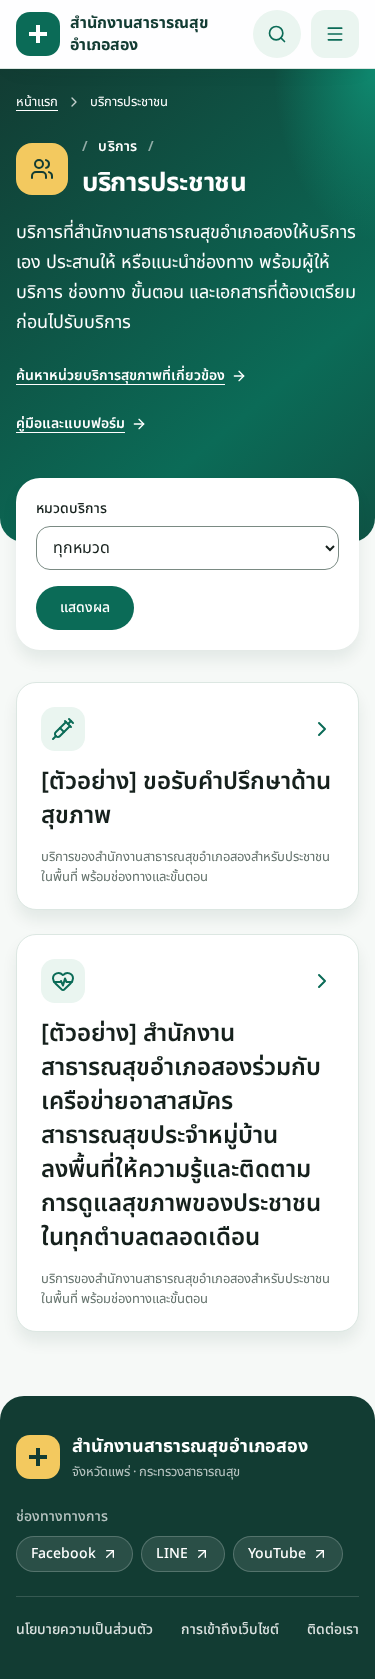 สำนักงานสาธารณสุข
อำเภอสอง
หน้าแรก
บริการประชาชน
/ บริการ /
บริการประชาชน
บริการที่สำนักงานสาธารณสุขอำเภอสองให้บริการ
เอง ประสานให้ หรือแนะนำช่องทาง พร้อมผู้ให้
บริการ ช่องทาง ขั้นตอน และเอกสารที่ต้องเตรียม
ก่อนไปรับบริการ
ค้นหาหน่วยบริการสุขภาพที่เกี่ยวข้อง
คู่มือและแบบฟอร์ม
หมวดบริการ
ทุกหมวด
แสดงผล
[ตัวอย่าง] ขอรับคำปรึกษาด้าน
สุขภาพ
บริการของสำนักงานสาธารณสุขอำเภอสองสำหรับประชาชน
ในพื้นที่ พร้อมช่องทางและขั้นตอน
[ตัวอย่าง] สำนักงาน
สาธารณสุขอำเภอสองร่วมกับ
เครือข่ายอาสาสมัคร
สาธารณสุขประจำหมู่บ้าน
ลงพื้นที่ให้ความรู้และติดตาม
การดูแลสุขภาพของประชาชน
ในทุกตำบลตลอดเดือน
บริการของสำนักงานสาธารณสุขอำเภอสองสำหรับประชาชน
ในพื้นที่ พร้อมช่องทางและขั้นตอน
สำนักงานสาธารณสุขอำเภอสอง
จังหวัดแพร่ · กระทรวงสาธารณสุข
ช่องทางทางการ
Facebook
LINE
YouTube
นโยบายความเป็นส่วนตัว
การเข้าถึงเว็บไซต์
ติดต่อเรา